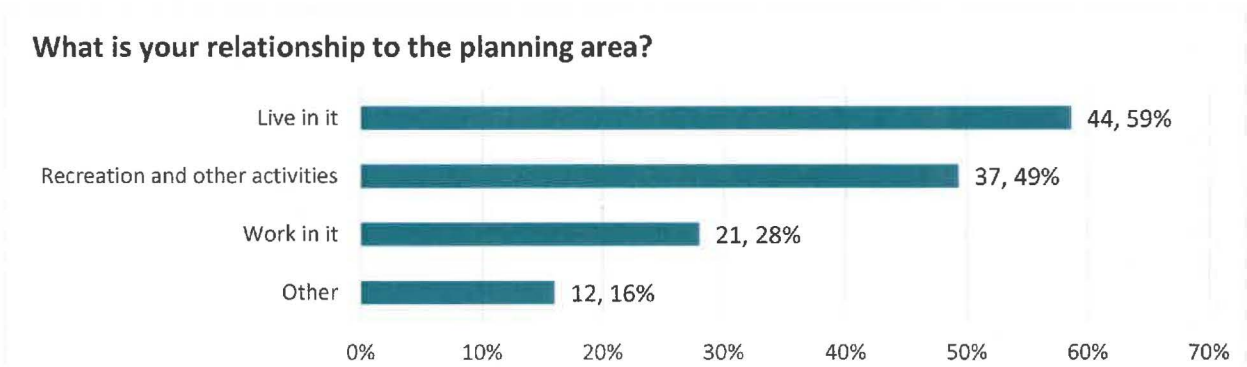 What is your relationship to the planning area?
Live in it
44, 59%
Recreation and other activities
37, 49%
Work in it
21, 28%
Other
12, 16%
0% 10% 20% 30% 40% 50% 60% 70%